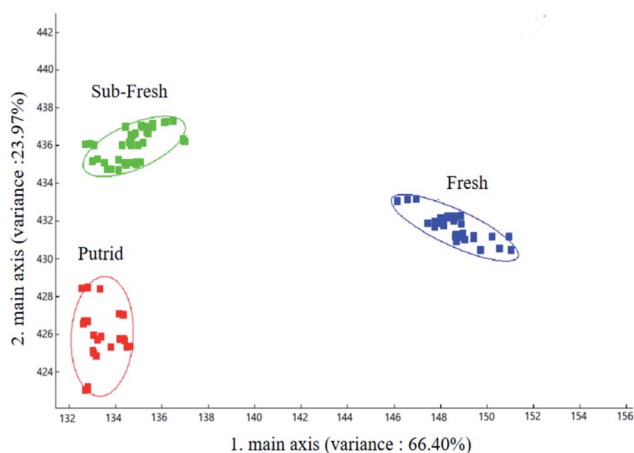 442
440
Sub-Fresh
438
436
Fresh
434
432
Putrid
430
428
426
424
2. main axis (variance :23.97%)
132 134 136 138 140 142 144 146 148 150 152 154 156
1. main axis (variance : 66.40%)